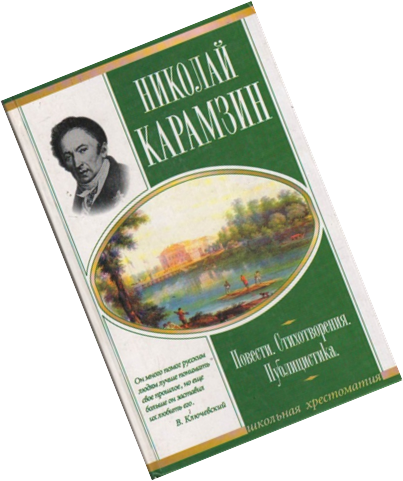 НИКОЛАЙ
КАРАМЗИН
Повести. Стихотворения.
Публицистика.
Он много помог русским
людям лучше понимать
свое прошлое, но еще
больше он заставил
их любить его.
В. Ключевский
школьная хрестоматия